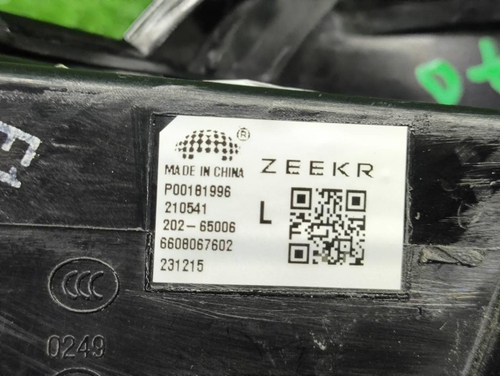 ®
MADE IN CHINA ZEEKR
P00181996
210541
L
202-65006
6608067602
231215
CCC
0249